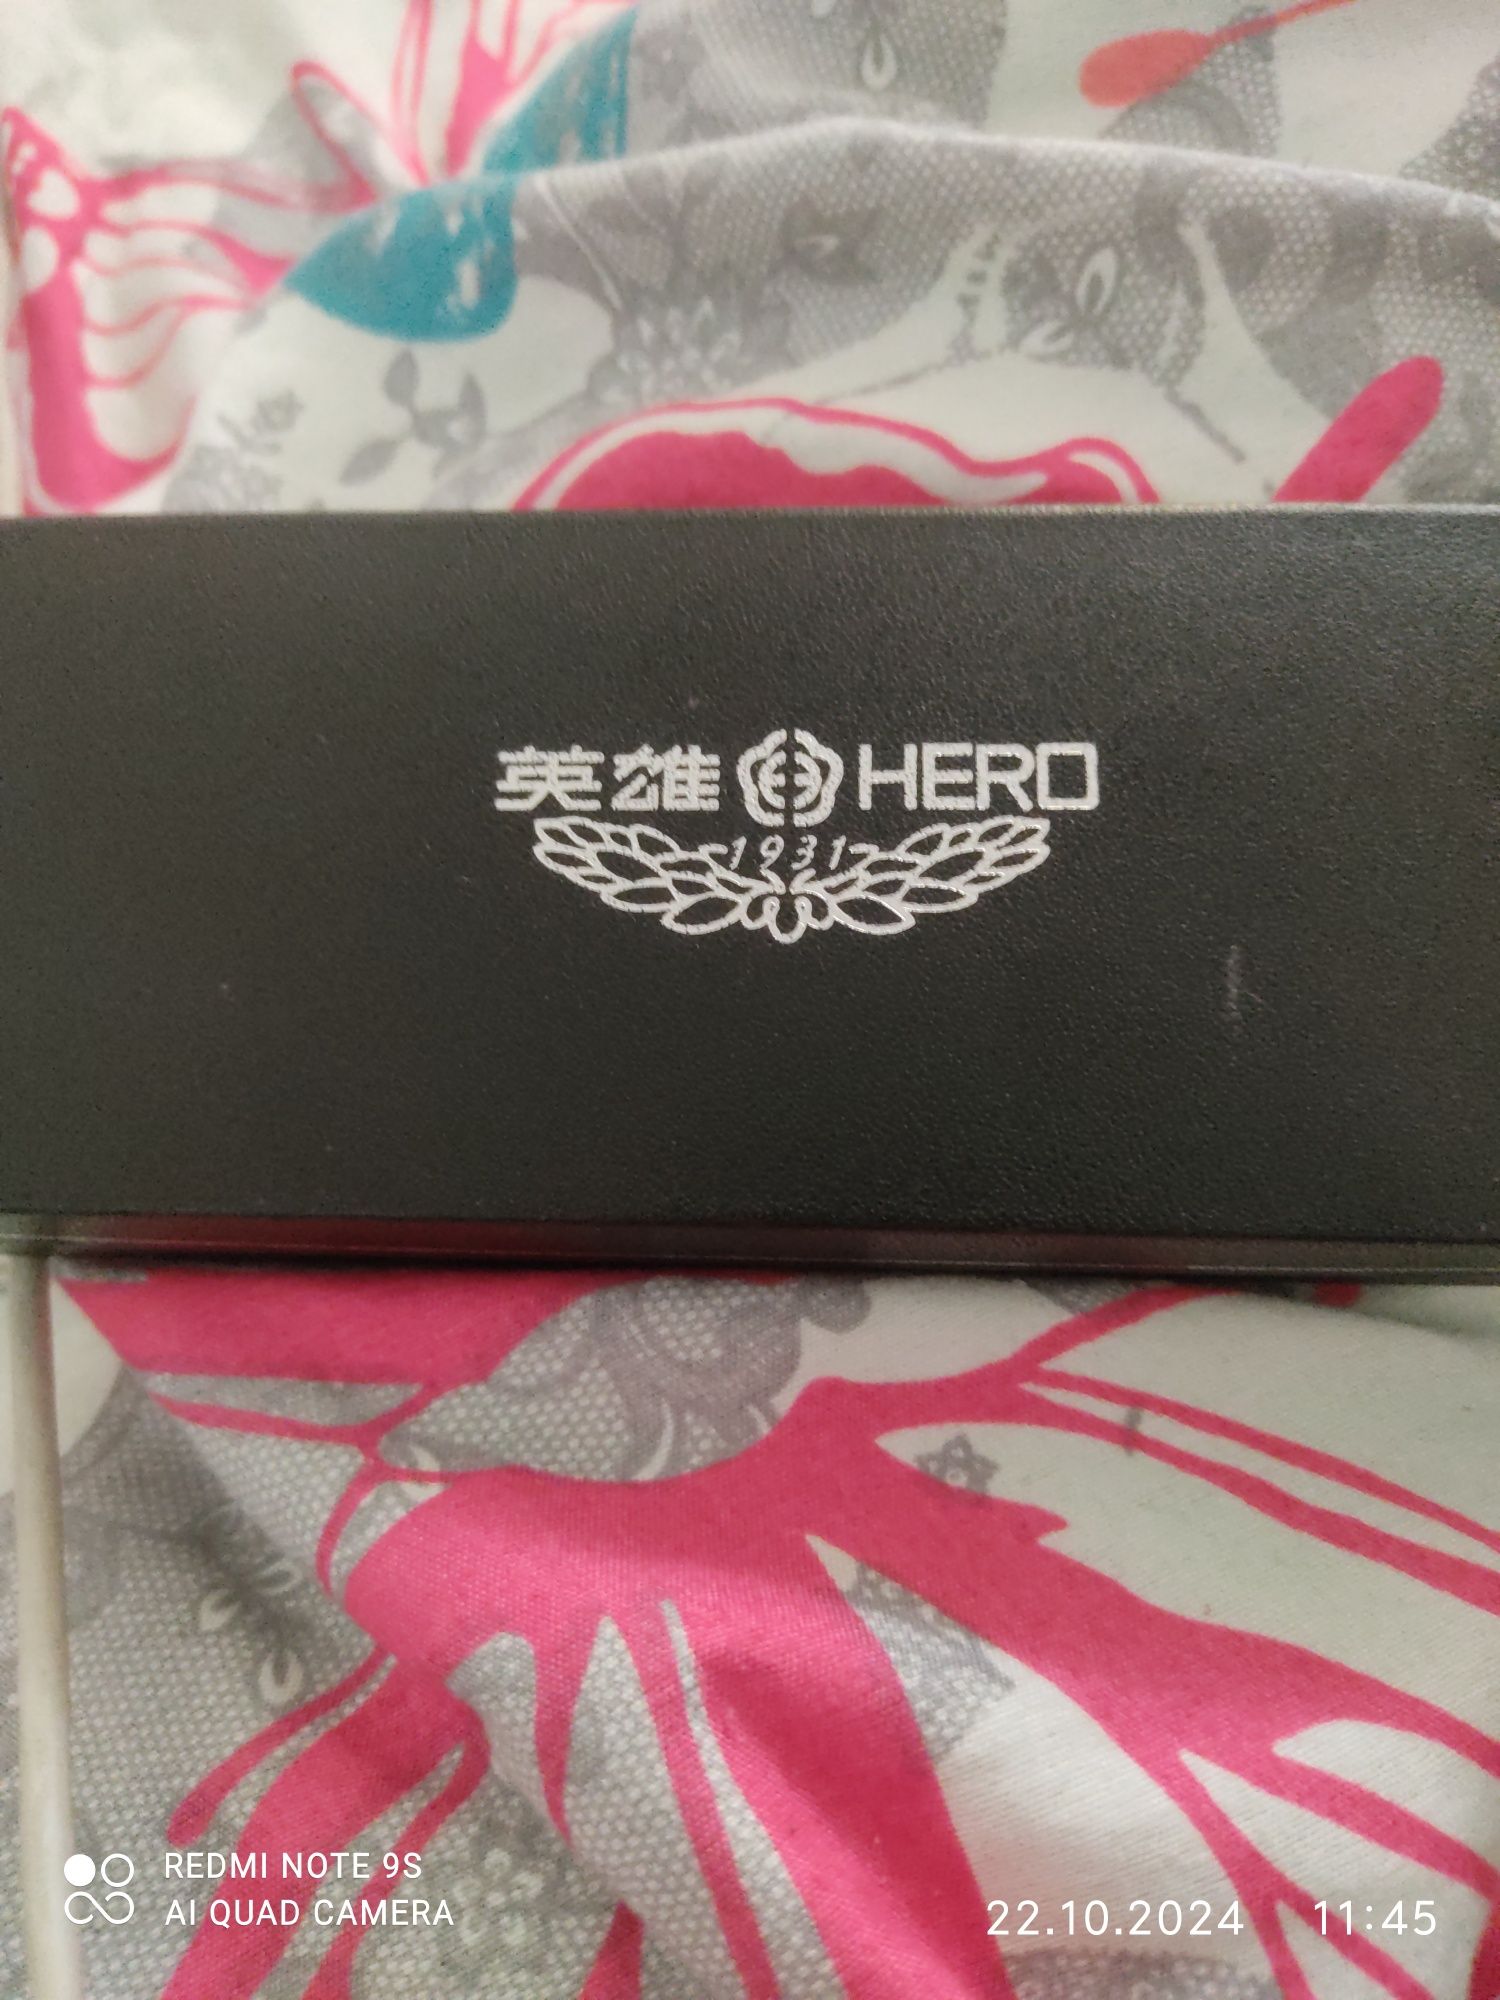 英雄 HERO
1931
REDMI NOTE 9S
AI QUAD CAMERA
22.10.2024 11:45